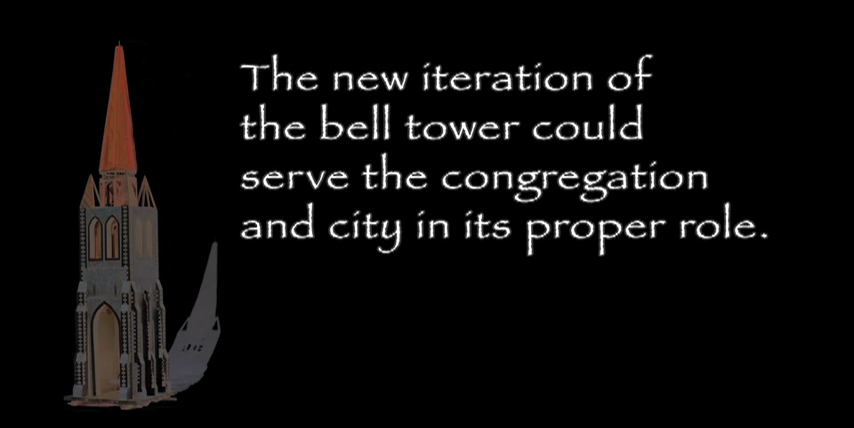 The new iteration of
the bell tower could
serve the congregation
and city in its proper role.